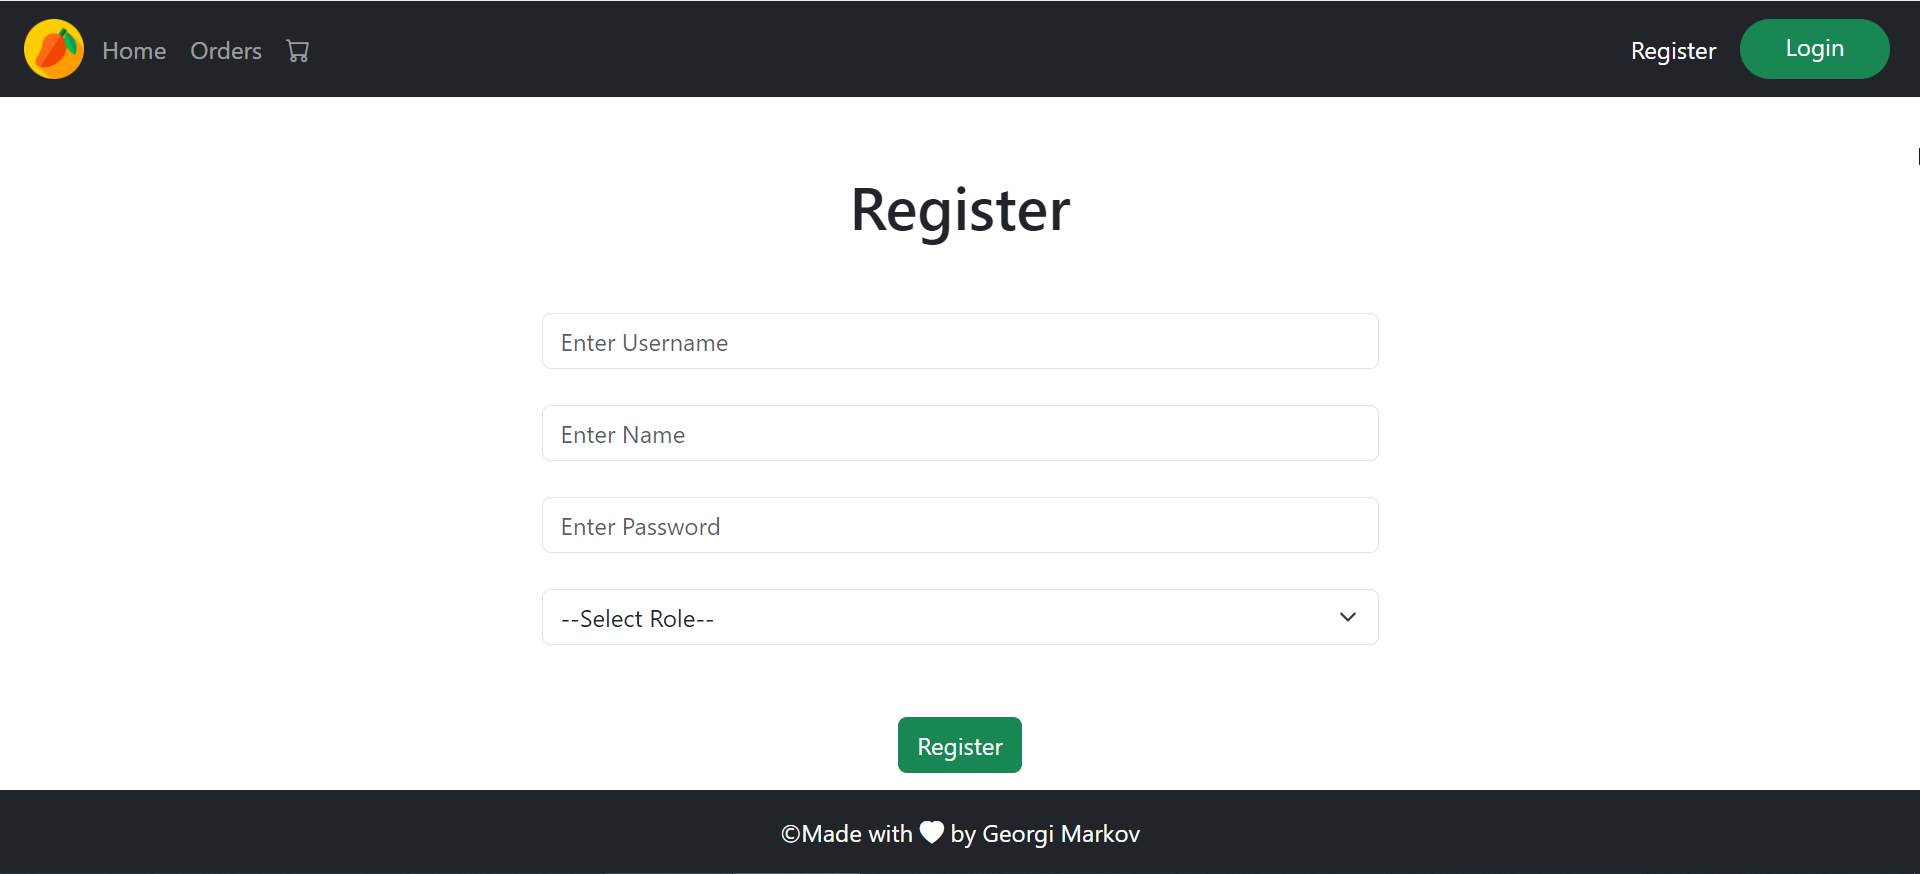 Home Orders Register Login
Register
Enter Username
Enter Name
Enter Password
--Select Role--
Register
©Made with by Georgi Markov